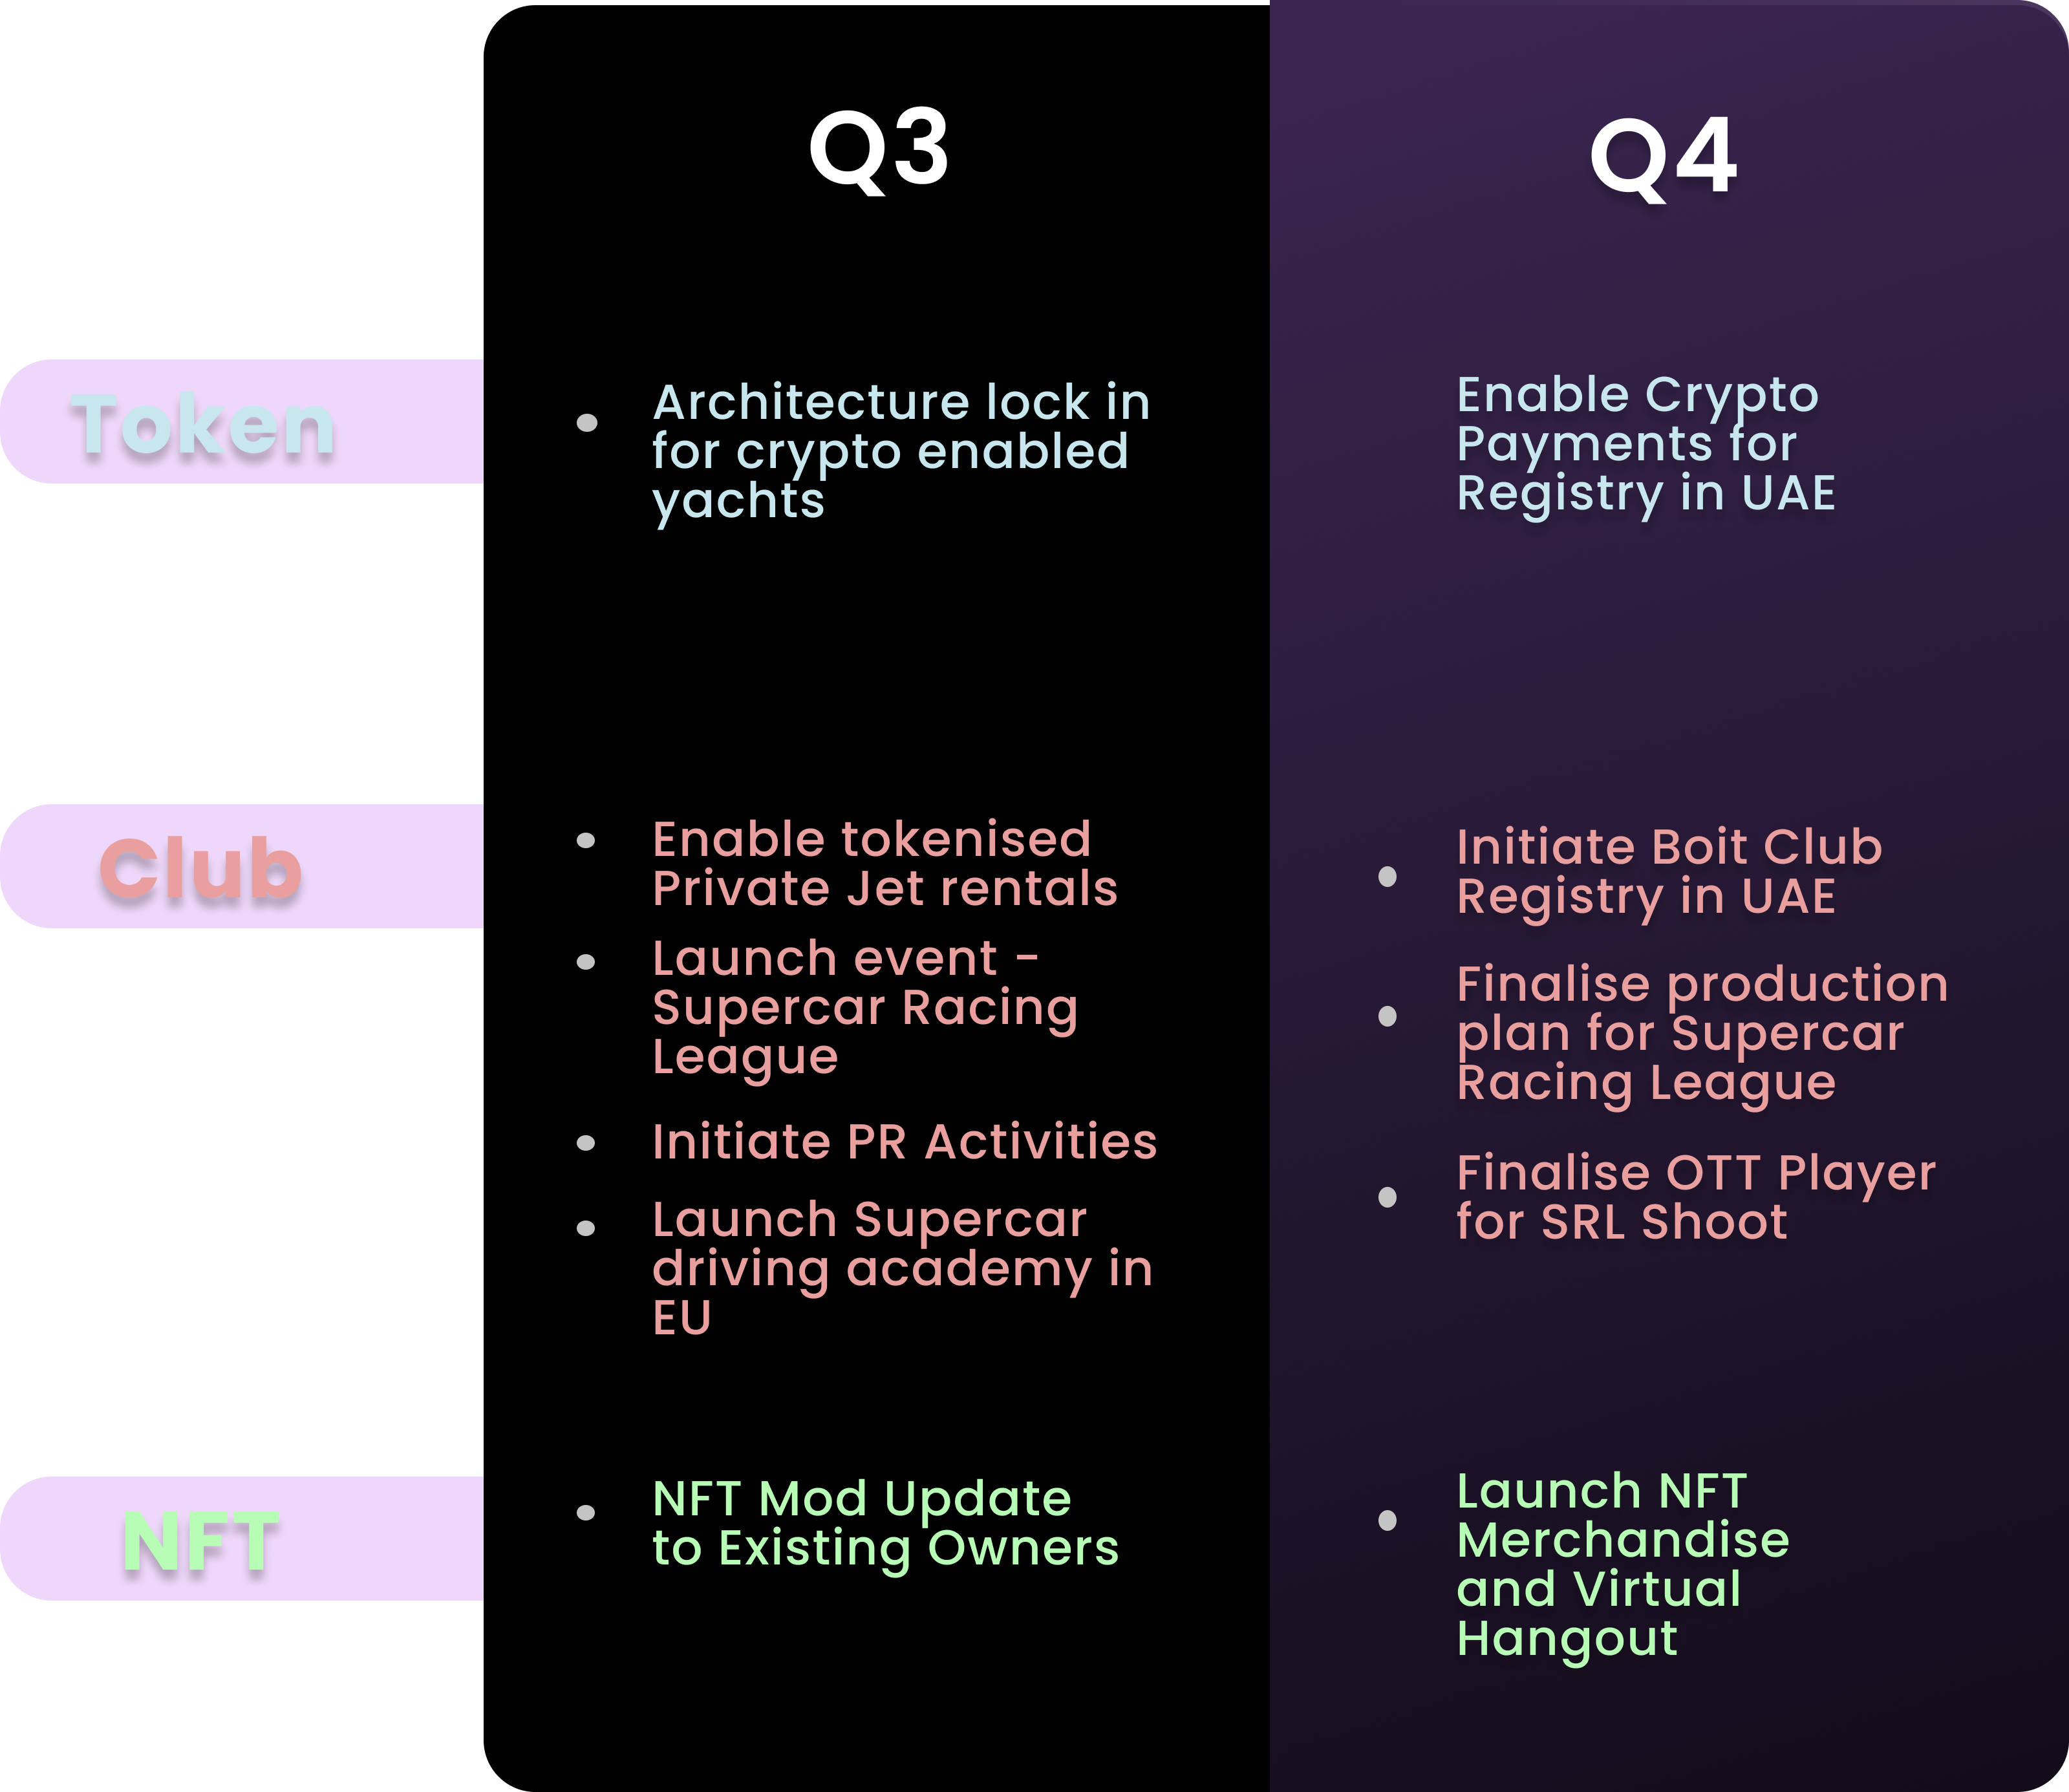 Q3
Q4
Token
Architecture lock in
for crypto enabled
yachts
Enable Crypto
Payments for
Registry in UAE
Club
Enable tokenised
Private Jet rentals
Launch event -
Supercar Racing
League
Initiate PR Activities
Launch Supercar
driving academy in
EU
Initiate Boit Club
Registry in UAE
Finalise production
plan for Supercar
Racing League
Finalise OTT Player
for SRL Shoot
NFT
NFT Mod Update
to Existing Owners
Launch NFT
Merchandise
and Virtual
Hangout